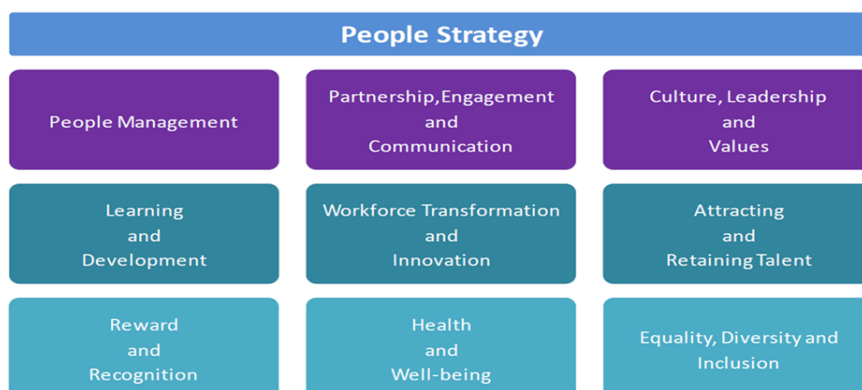 People Strategy
People Management
Partnership, Engagement
and
Communication
Culture, Leadership
and
Values
Learning
and
Development
Workforce Transformation
and
Innovation
Attracting
and
Retaining Talent
Reward
and
Recognition
Health
and
Well-being
Equality, Diversity and
Inclusion